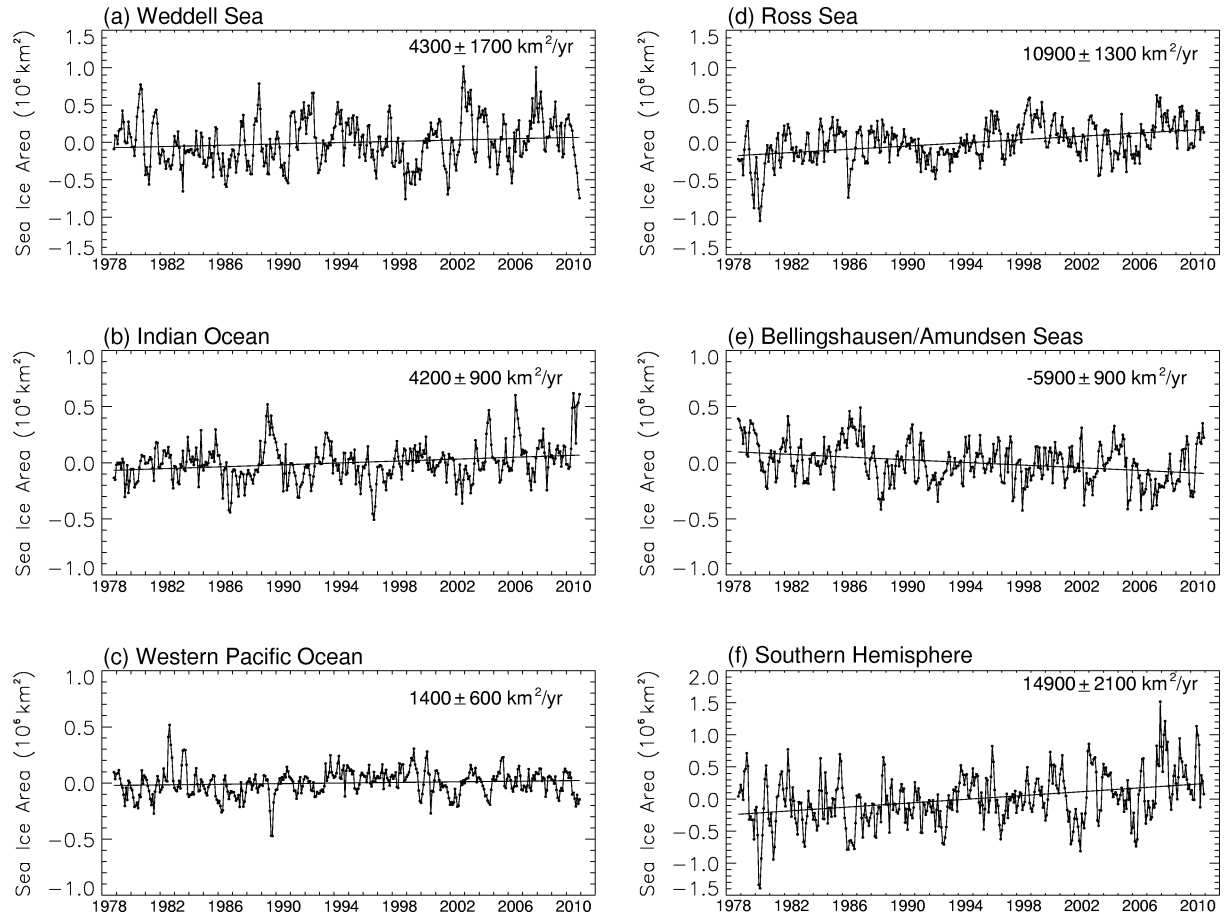 (a) Weddell Sea
4300 ± 1700 km²/yr
Sea Ice Area (10⁶ km²)
1.5
1.0
0.5
0.0
−0.5
−1.0
−1.5
1978 1982 1986 1990 1994 1998 2002 2006 2010
(d) Ross Sea
10900 ± 1300 km²/yr
Sea Ice Area (10⁶ km²)
1.5
1.0
0.5
0.0
−0.5
−1.0
−1.5
1978 1982 1986 1990 1994 1998 2002 2006 2010
(b) Indian Ocean
4200 ± 900 km²/yr
Sea Ice Area (10⁶ km²)
1.0
0.5
0.0
−0.5
−1.0
1978 1982 1986 1990 1994 1998 2002 2006 2010
(e) Bellingshausen/Amundsen Seas
-5900 ± 900 km²/yr
Sea Ice Area (10⁶ km²)
1.0
0.5
0.0
−0.5
−1.0
1978 1982 1986 1990 1994 1998 2002 2006 2010
(c) Western Pacific Ocean
1400 ± 600 km²/yr
Sea Ice Area (10⁶ km²)
1.0
0.5
0.0
−0.5
−1.0
1978 1982 1986 1990 1994 1998 2002 2006 2010
(f) Southern Hemisphere
14900 ± 2100 km²/yr
Sea Ice Area (10⁶ km²)
2.0
1.5
1.0
0.5
0.0
−0.5
−1.0
−1.5
1978 1982 1986 1990 1994 1998 2002 2006 2010